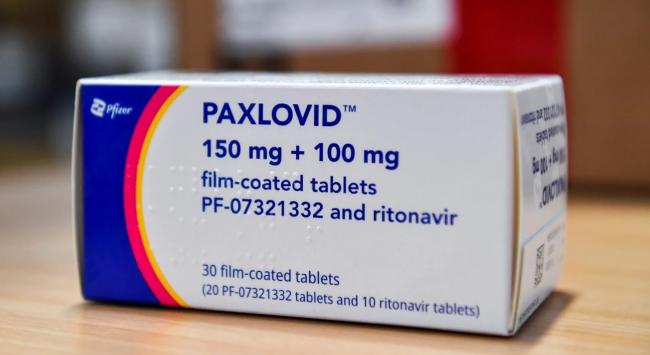 Pfizer
PAXLOVID™
150 mg + 100 mg
film-coated tablets
PF-07321332 and ritonavir
30 film-coated tablets
(20 PF-07321332 tablets and 10 ritonavir tablets)